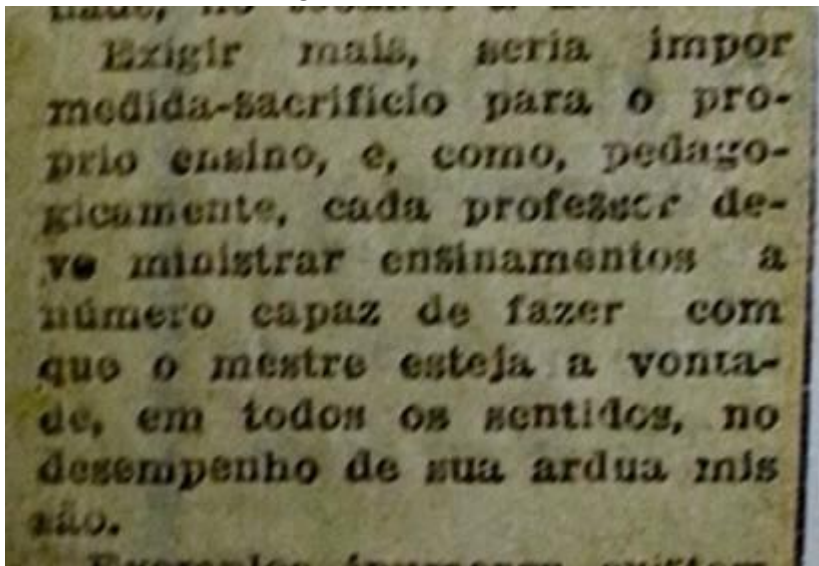 Exigir mais, seria impor
medida-sacrificio para o pro-
prio ensino, e, como, pedago-
gicamente, cada professor de-
ve ministrar ensinamentos a
número capaz de fazer com
que o mestre esteja a vonta-
de, em todos os sentidos, no
desempenho de sua ardua mis
são.